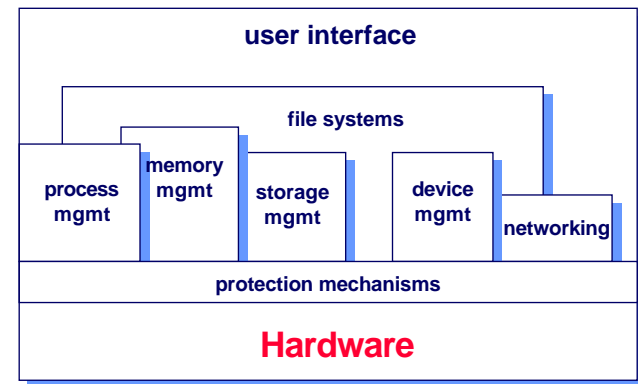 user interface
file systems
process
mgmt
memory
mgmt
storage
mgmt
device
mgmt
networking
protection mechanisms
Hardware